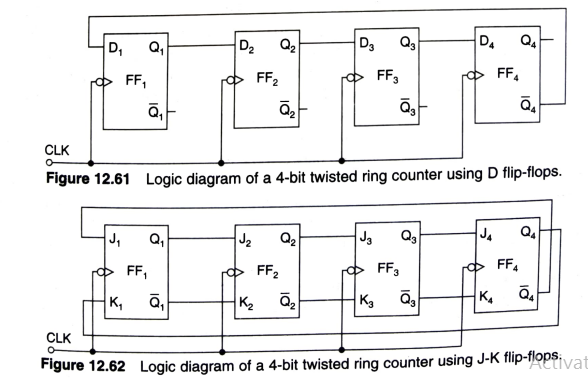 D₁ Q₁ D₂ Q₂ D₃ Q₃ D₄ Q₄
FF₁ FF₂ FF₃ FF₄
Q̅₁ Q̅₂ Q̅₃ Q̅₄
CLK
Figure 12.61 Logic diagram of a 4-bit twisted ring counter using D flip-flops.
J₁ Q₁ J₂ Q₂ J₃ Q₃ J₄ Q₄
FF₁ FF₂ FF₃ FF₄
K₁ Q̅₁ K₂ Q̅₂ K₃ Q̅₃ K₄ Q̅₄
CLK
Figure 12.62 Logic diagram of a 4-bit twisted ring counter using J-K flip-flops.
Activat